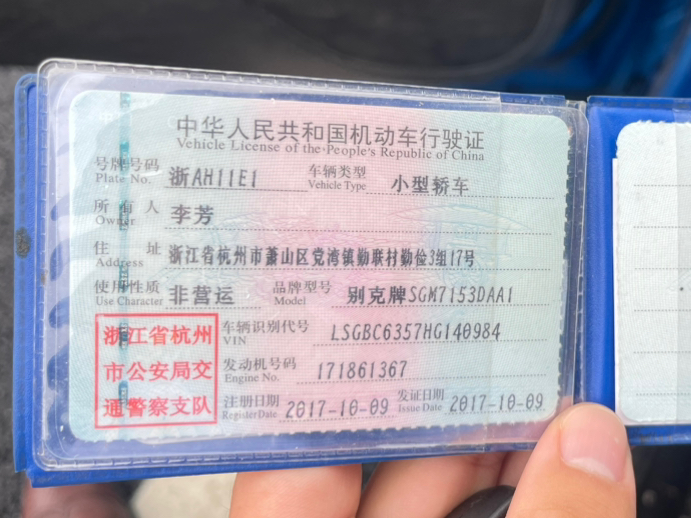 中华人民共和国机动车行驶证
Vehicle License of the People's Republic of China
号牌号码 浙AH11E1 车辆类型 小型轿车
Plate No. Vehicle Type
所有人 李芳
Owner
住址 浙江省杭州市萧山区党湾镇勤联村勤俭3组17号
Address
使用性质 非营运 品牌型号 别克牌SGM7153DAA1
Use Character Model
浙江省杭州 车辆识别代号 LSGBC6357HG140984
VIN
市公安局交 发动机号码 171861367
Engine No.
通警察支队 注册日期 2017-10-09 发证日期 2017-10-09
Register Date Issue Date